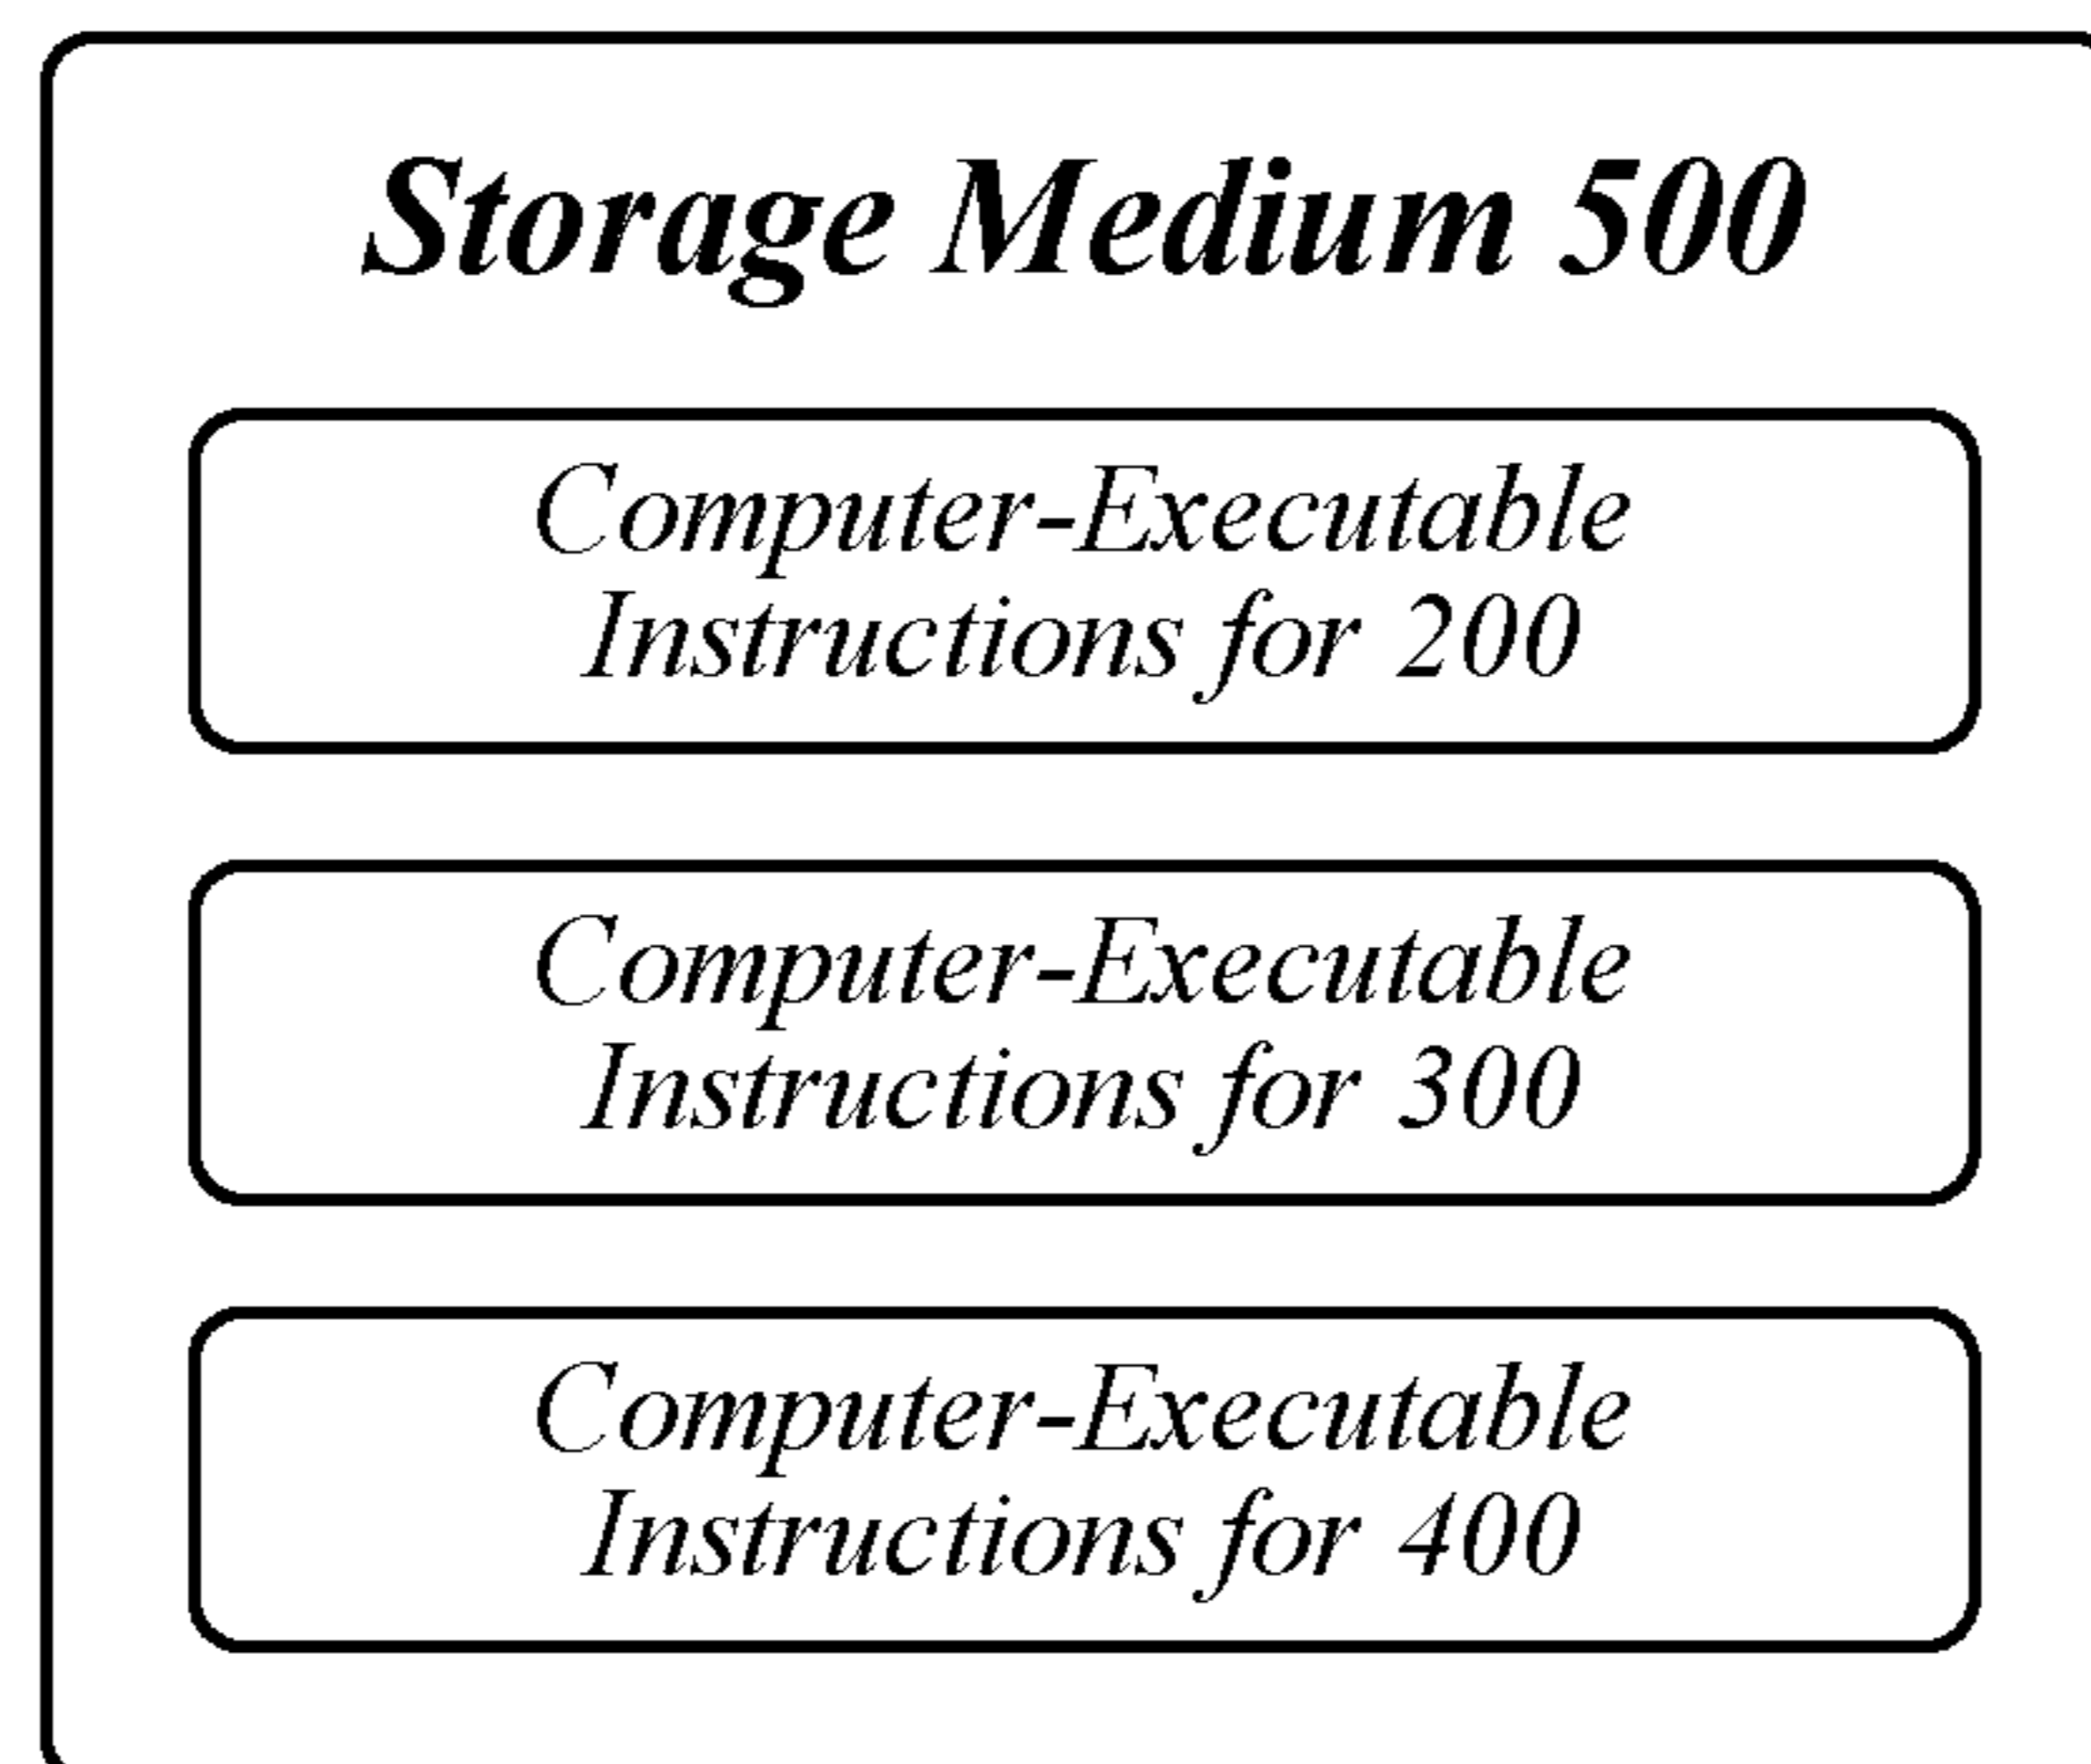 Storage Medium 500
Computer-Executable
Instructions for 200
Computer-Executable
Instructions for 300
Computer-Executable
Instructions for 400